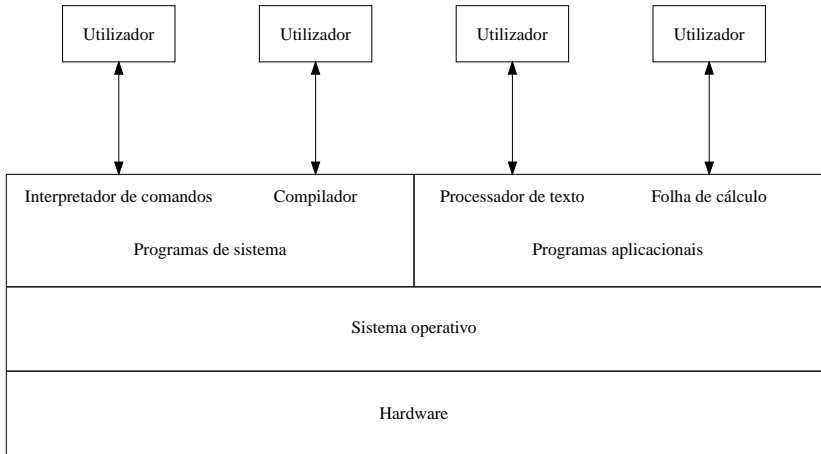 Utilizador Utilizador Utilizador Utilizador
Interpretador de comandos Compilador Processador de texto Folha de cálculo
Programas de sistema Programas aplicacionais
Sistema operativo
Hardware